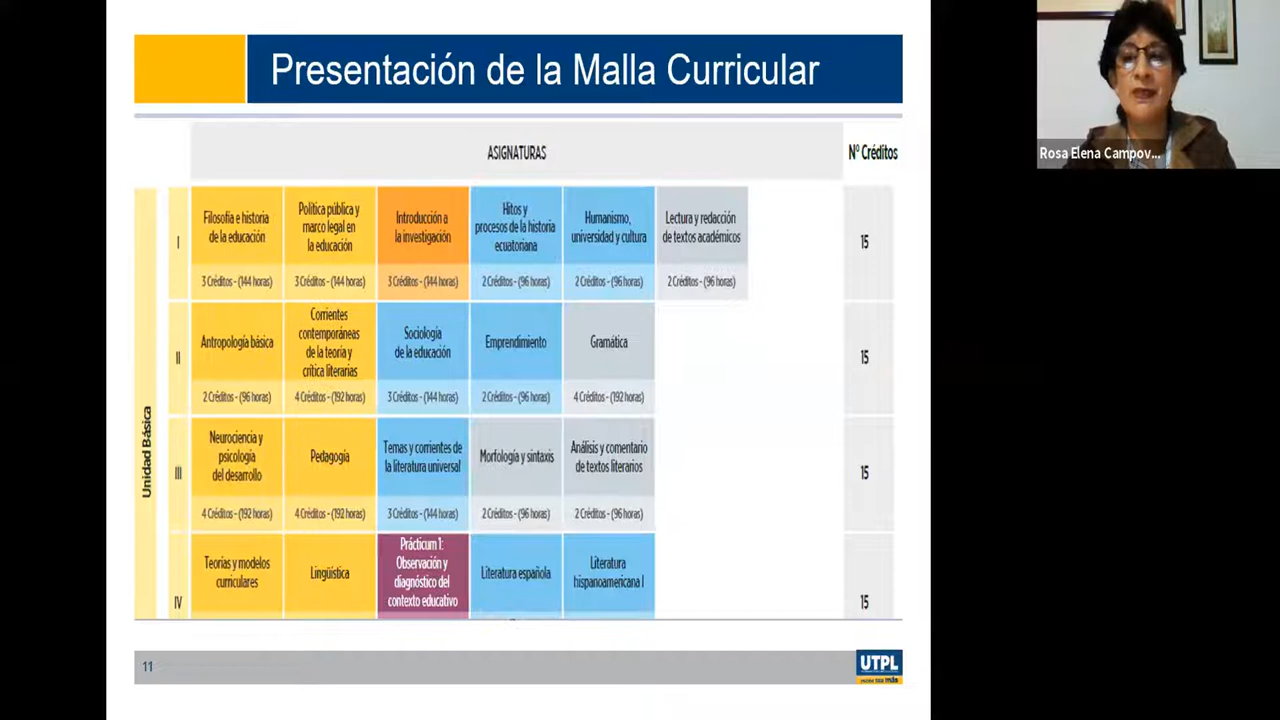 Presentación de la Malla Curricular
Rosa Elena Campov...
ASIGNATURAS
Nº Créditos
Unidad Básica
I
Filosofía e historia
de la educación
3 Créditos - (144 horas)
Política pública y
marco legal en
la educación
3 Créditos - (144 horas)
Introducción a
la investigación
3 Créditos - (144 horas)
Hitos y
procesos de la historia
ecuatoriana
2 Créditos - (96 horas)
Humanismo,
universidad y cultura
2 Créditos - (96 horas)
Lectura y redacción
de textos académicos
2 Créditos - (96 horas)
15
II
Antropología básica
2 Créditos - (96 horas)
Corrientes
contemporáneas
de la teoría y
crítica literarias
4 Créditos - (192 horas)
Sociología
de la educación
3 Créditos - (144 horas)
Emprendimiento
2 Créditos - (96 horas)
Gramática
4 Créditos - (192 horas)
15
III
Neurociencia y
psicología
del desarrollo
4 Créditos - (192 horas)
Pedagogía
4 Créditos - (192 horas)
Temas y corrientes de
la literatura universal
3 Créditos - (144 horas)
Morfología y sintaxis
2 Créditos - (96 horas)
Análisis y comentario
de textos literarios
2 Créditos - (96 horas)
15
IV
Teorías y modelos
curriculares
Lingüística
Prácticum 1:
Observación y
diagnóstico del
contexto educativo
Literatura española
Literatura
hispanoamericana I
15
11
UTPL